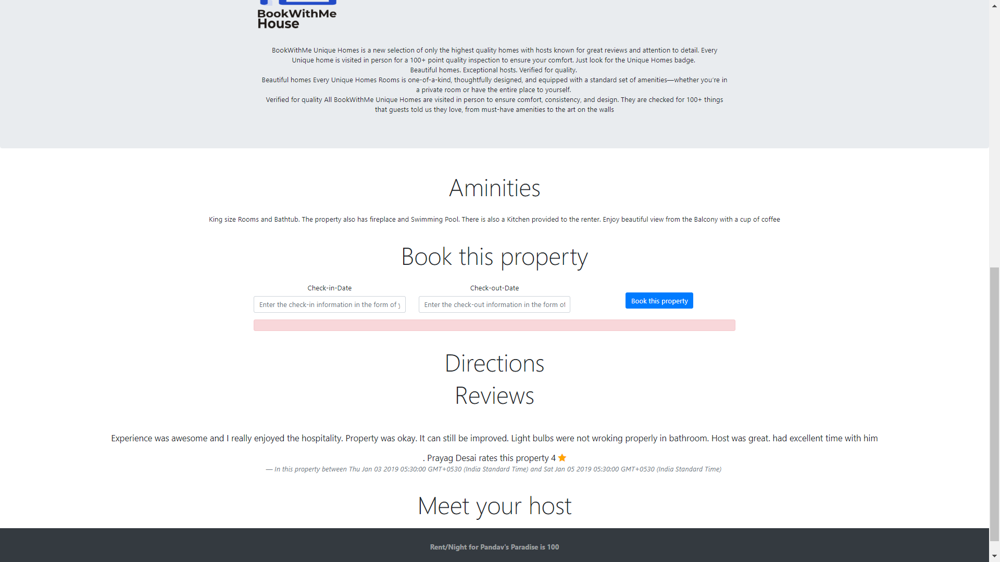 BookWithMe
House
BookWithMe Unique Homes is a new selection of only the highest quality homes with hosts known for great reviews and attention to detail. Every
Unique home is visited in person for a 100+ point quality inspection to ensure your comfort. Just look for the Unique Homes badge.
Beautiful homes. Exceptional hosts. Verified for quality.
Beautiful homes Every Unique Homes Rooms is one-of-a-kind, thoughtfully designed, and equipped with a standard set of amenities—whether you’re in
a private room or have the entire place to yourself.
Verified for quality All BookWithMe Unique Homes are visited in person to ensure comfort, consistency, and design. They are checked for 100+ things
that guests told us they love, from must-have amenities to the art on the walls
Aminities
King size Rooms and Bathtub. The property also has fireplace and Swimming Pool. There is also a Kitchen provided to the renter. Enjoy beautiful view from the Balcony with a cup of coffee
Book this property
Check-in-Date
Check-out-Date
Enter the check-in information in the form of
Enter the check-out information in the form of
Book this property
Directions
Reviews
Experience was awesome and I really enjoyed the hospitality. Property was okay. It can still be improved. Light bulbs were not wroking properly in bathroom. Host was great. had excellent time with him
. Prayag Desai rates this property 4
— In this property between Thu Jan 03 2019 05:30:00 GMT+0530 (India Standard Time) and Sat Jan 05 2019 05:30:00 GMT+0530 (India Standard Time)
Meet your host
Rent/Night for Pandav's Paradise is 100